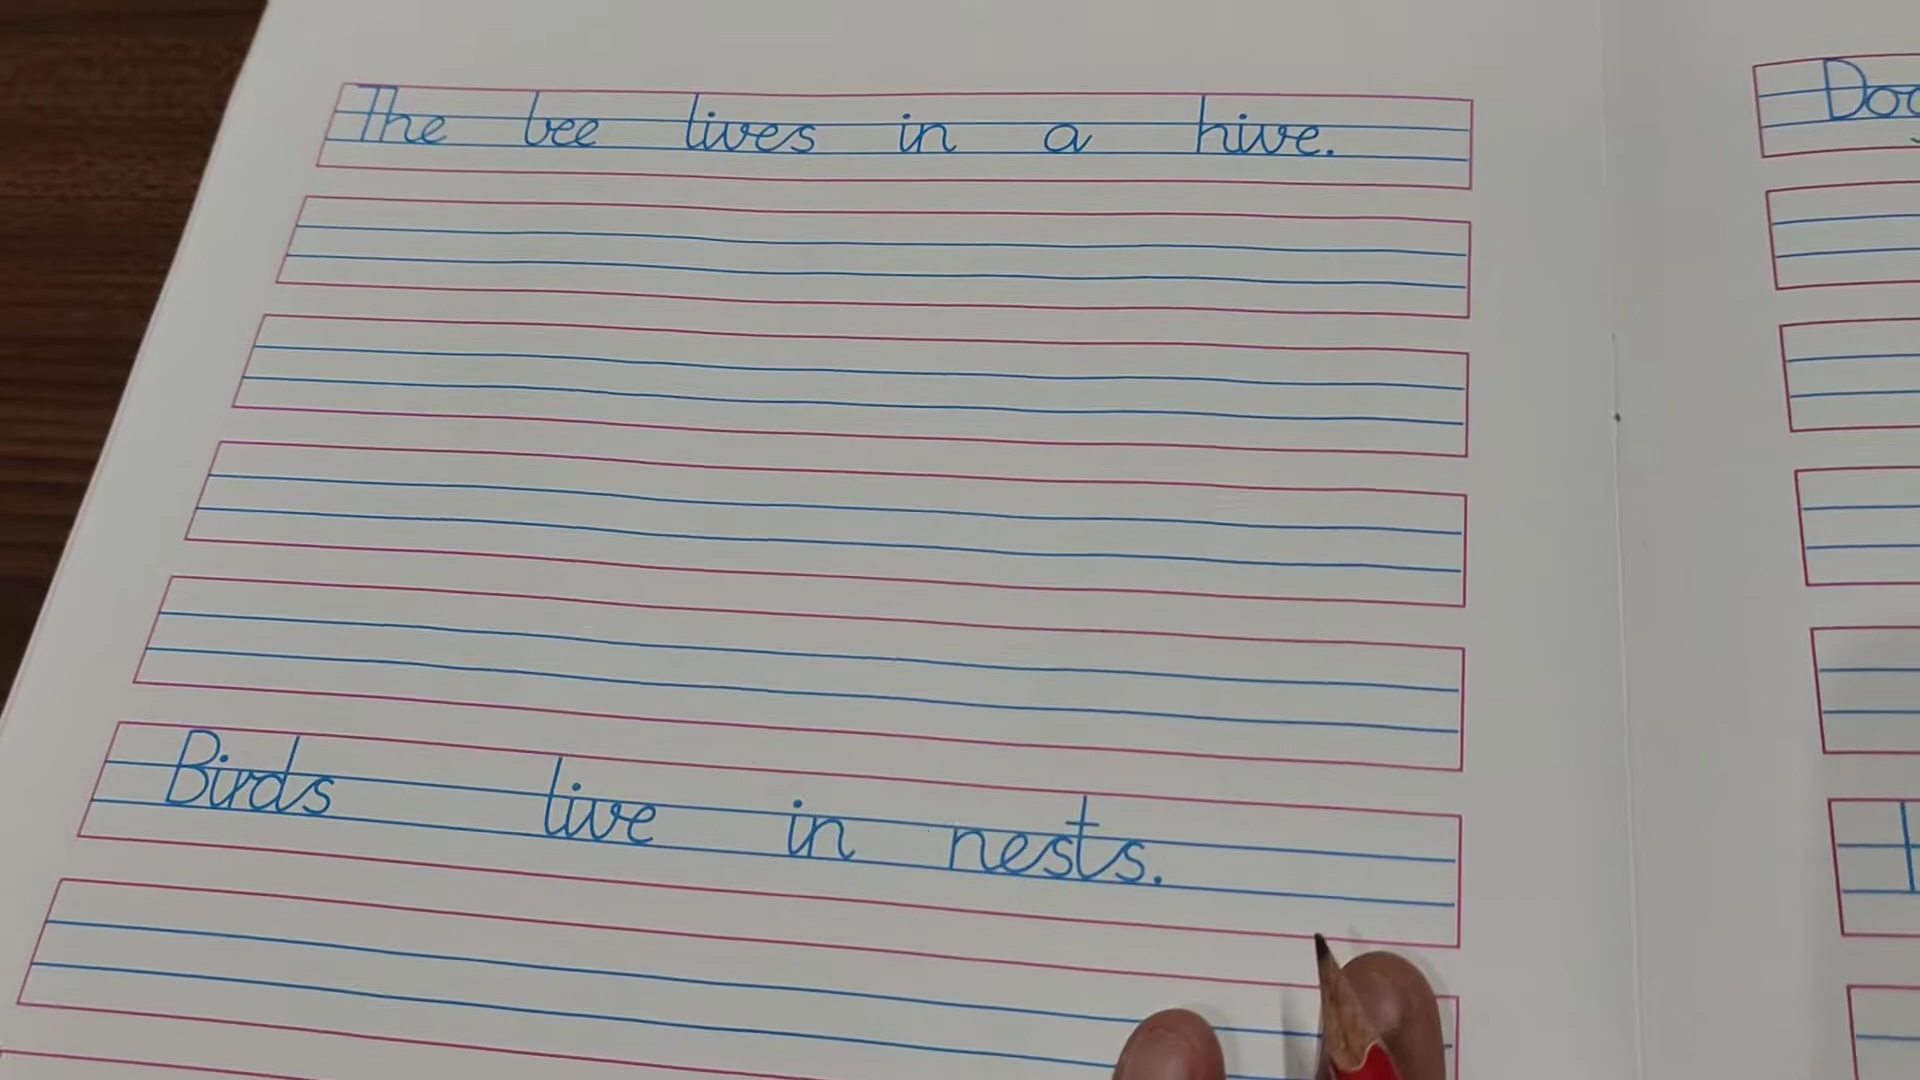 The bee lives in a hive.
Birds live in nests.